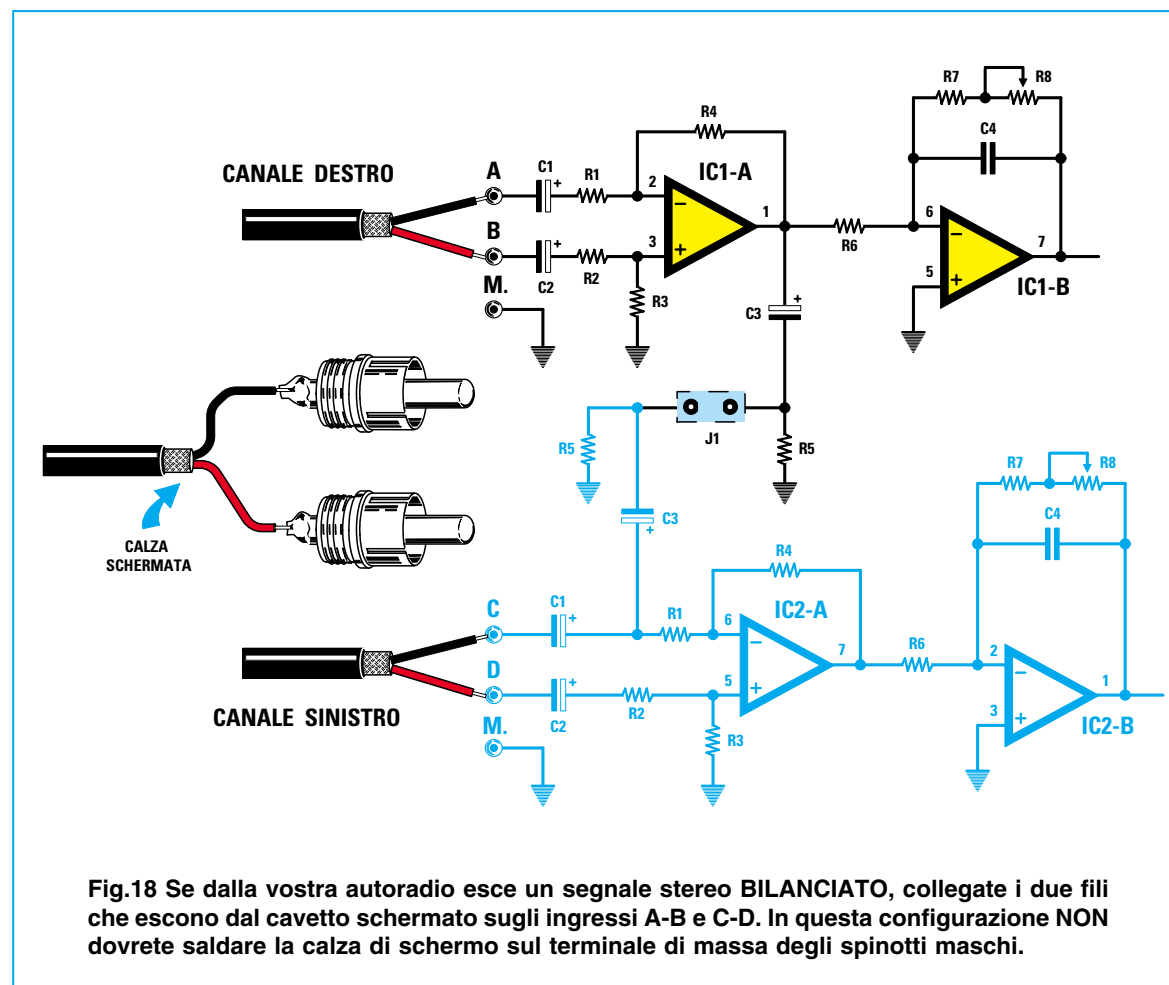 R7
R8
R4
C4
CANALE DESTRO
A
C1
+
R1
IC1-A
2
−
1
6
−
7
B
3
+
R6
5
+
IC1-B
C2
+
R2
R3
M.
C3
+
J1
R5
R5
CALZA
SCHERMATA
C3
+
R7
R8
C4
R4
C
C1
+
R1
IC2-A
6
−
7
R6
2
−
1
D
5
+
3
+
IC2-B
CANALE SINISTRO
C2
+
R2
R3
M.
Fig.18 Se dalla vostra autoradio esce un segnale stereo BILANCIATO, collegate i due fili
che escono dal cavetto schermato sugli ingressi A-B e C-D. In questa configurazione NON
dovrete saldare la calza di schermo sul terminale di massa degli spinotti maschi.